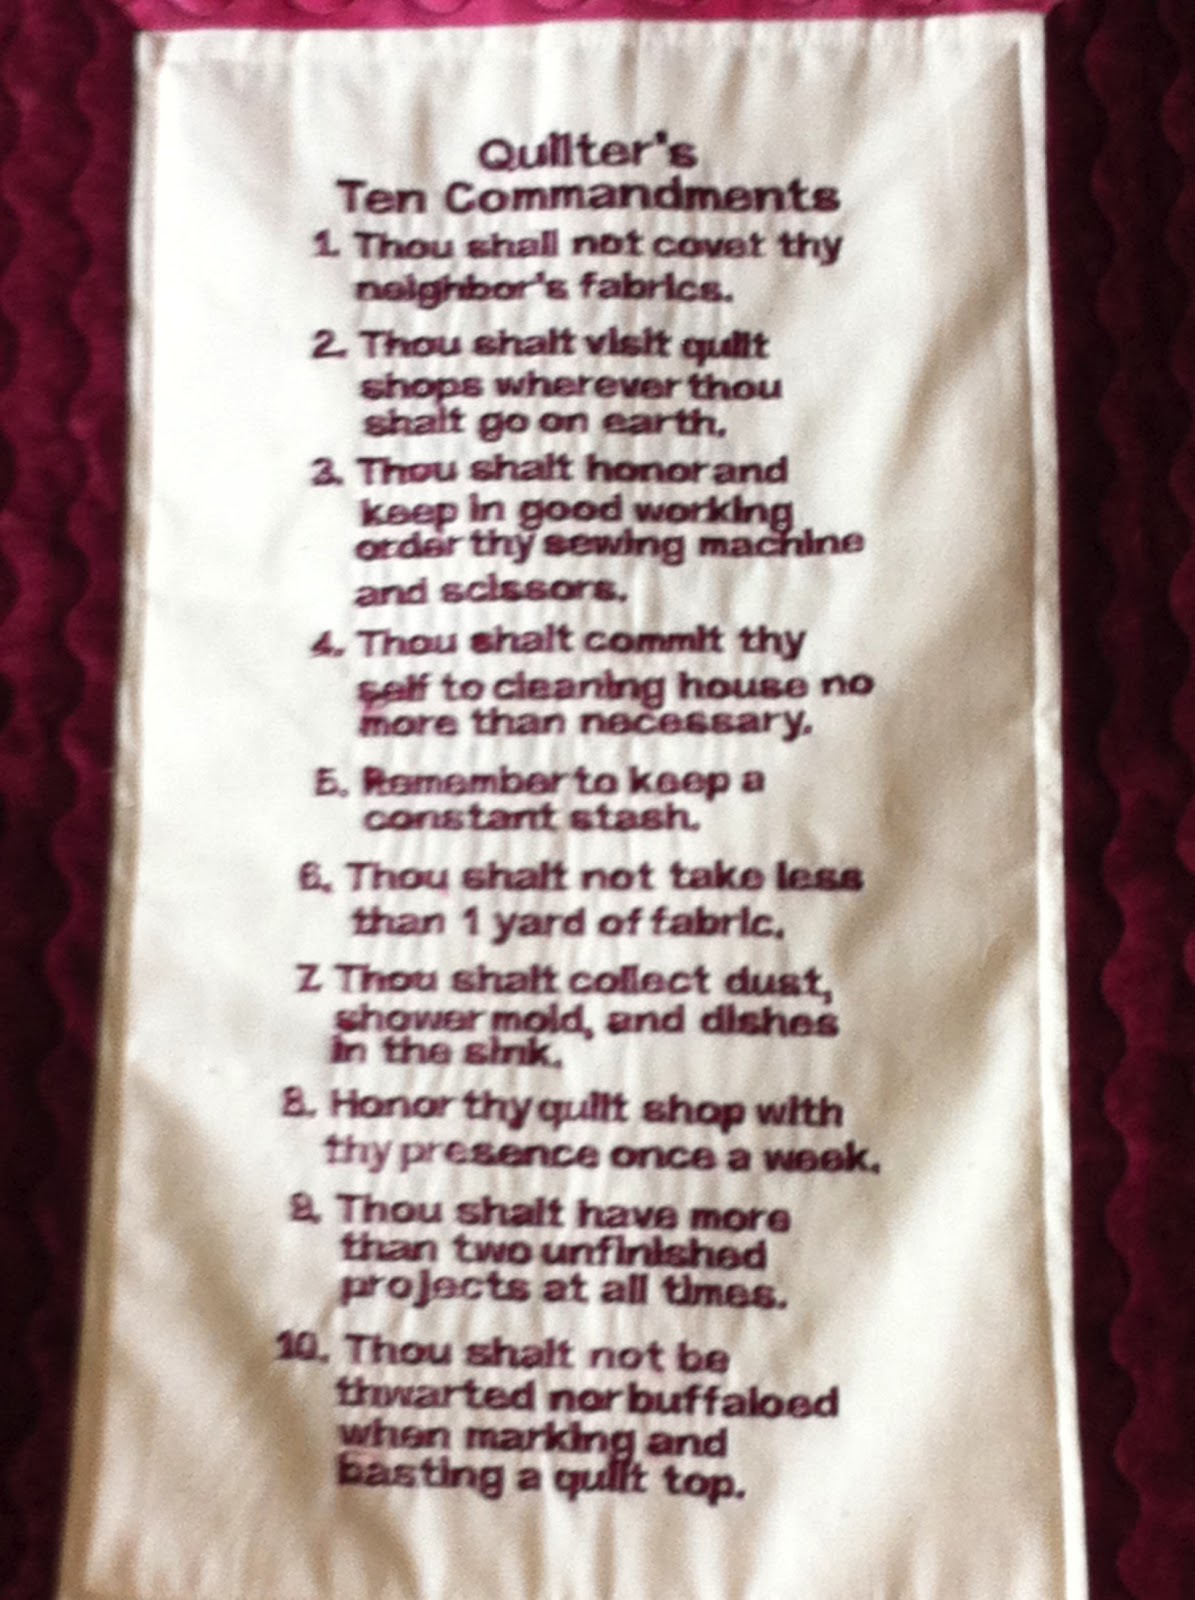 Quilter's
Ten Commandments
1. Thou shall not covet thy
neighbor's fabrics.
2. Thou shalt visit quilt
shops wherever thou
shalt go on earth.
3. Thou shalt honor and
keep in good working
order thy sewing machine
and scissors.
4. Thou shalt commit thy
self to cleaning house no
more than necessary.
5. Remember to keep a
constant stash.
6. Thou shalt not take less
than 1 yard of fabric.
7. Thou shalt collect dust,
shower mold, and dishes
in the sink.
8. Honor thy quilt shop with
thy presence once a week.
9. Thou shalt have more
than two unfinished
projects at all times.
10. Thou shalt not be
thwarted nor buffaloed
when marking and
basting a quilt top.